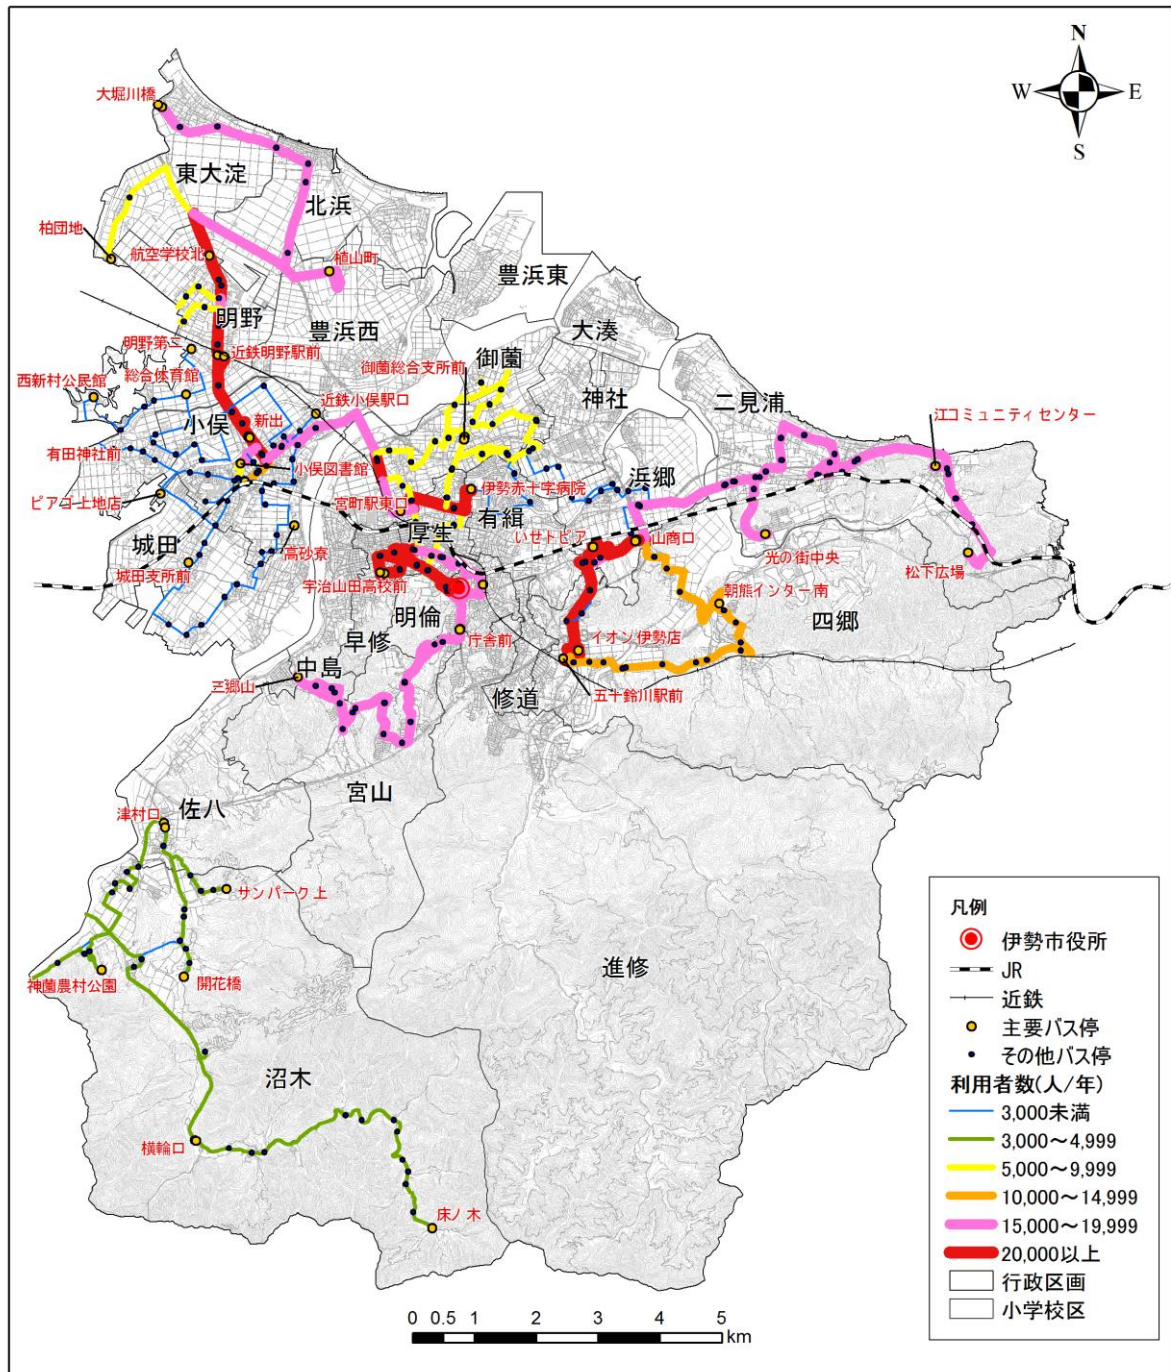 N
W
E
S
大堀川橋
東大淀
北浜
柏団地
航空学校北
植山町
豊浜東
明野
豊浜西
大湊
明野第二
近鉄明野駅前
御薗
御薗総合支所前
西新村公民館
総合体育館
近鉄小俣駅口
神社
二見浦
江コミュニティセンター
小俣
新出
有田神社前
小俣図書館
伊勢赤十字病院
浜郷
ピアゴ上地店
宮町駅東口
有緝
厚生
いせトピア
山商口
城田
高砂寮
光の街中央
松下広場
城田支所前
宇治山田高校前
朝熊インター南
明倫
四郷
早修
庁舎前
イオン伊勢店
中島
三郷山
修道
五十鈴川駅前
宮山
佐八
津村口
サンパーク上
進修
神薗農村公園
開花橋
沼木
横輪口
床ノ木
凡例
伊勢市役所
JR
近鉄
主要バス停
その他バス停
利用者数(人/年)
3,000未満
3,000～4,999
5,000～9,999
10,000～14,999
15,000～19,999
20,000以上
行政区画
小学校区
0 0.5 1 2 3 4 5
km